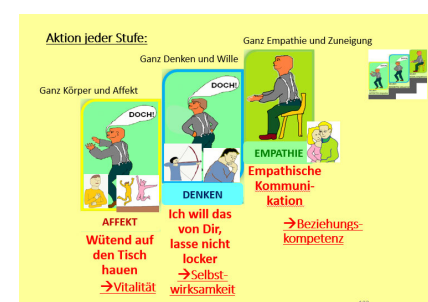 Aktion jeder Stufe:
Ganz Empathie und Zuneigung
Ganz Denken und Wille
Ganz Körper und Affekt
DOCH!
DOCH!
AFFEKT
Wütend auf
den Tisch
hauen
→Vitalität
DENKEN
Ich will das
von Dir,
lasse nicht
locker
→Selbst-
wirksamkeit
EMPATHIE
Empathische
Kommuni-
kation
→Beziehungs-
kompetenz